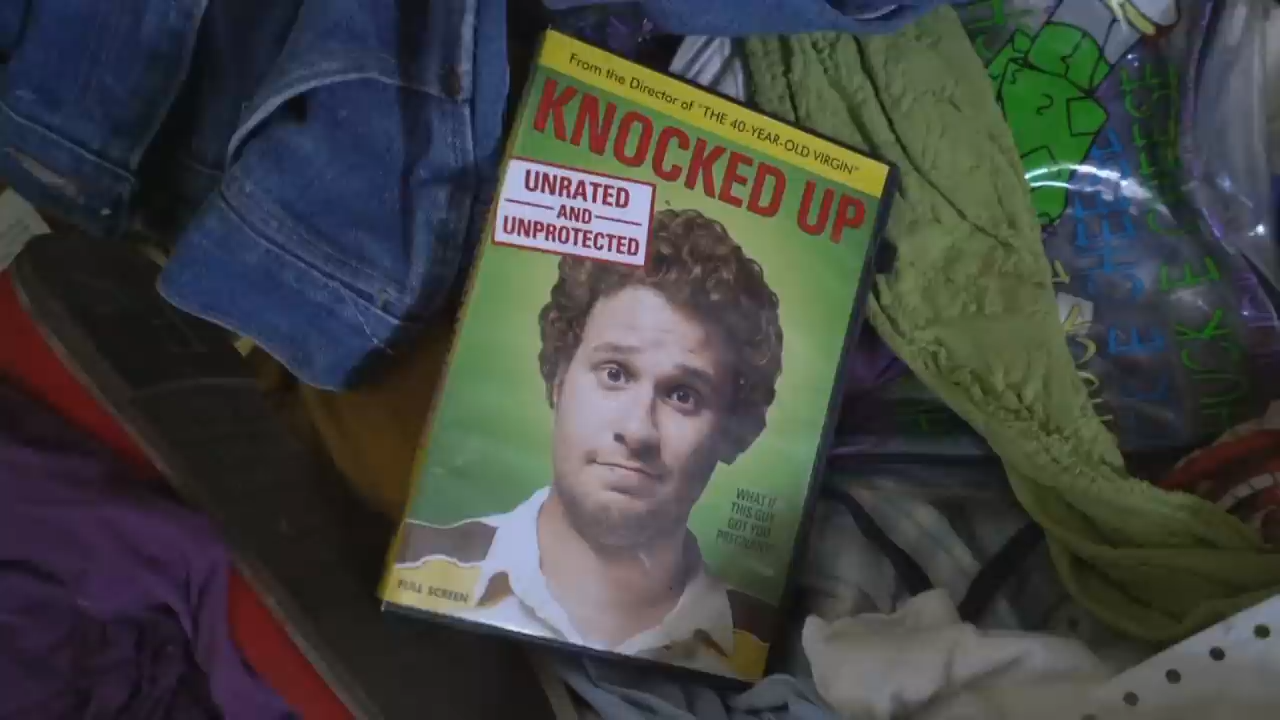 From the Director of "THE 40-YEAR-OLD VIRGIN"
KNOCKED UP
UNRATED
AND
UNPROTECTED
WHAT IF
THIS GUY
GOT YOU
PREGNANT?
FULL SCREEN